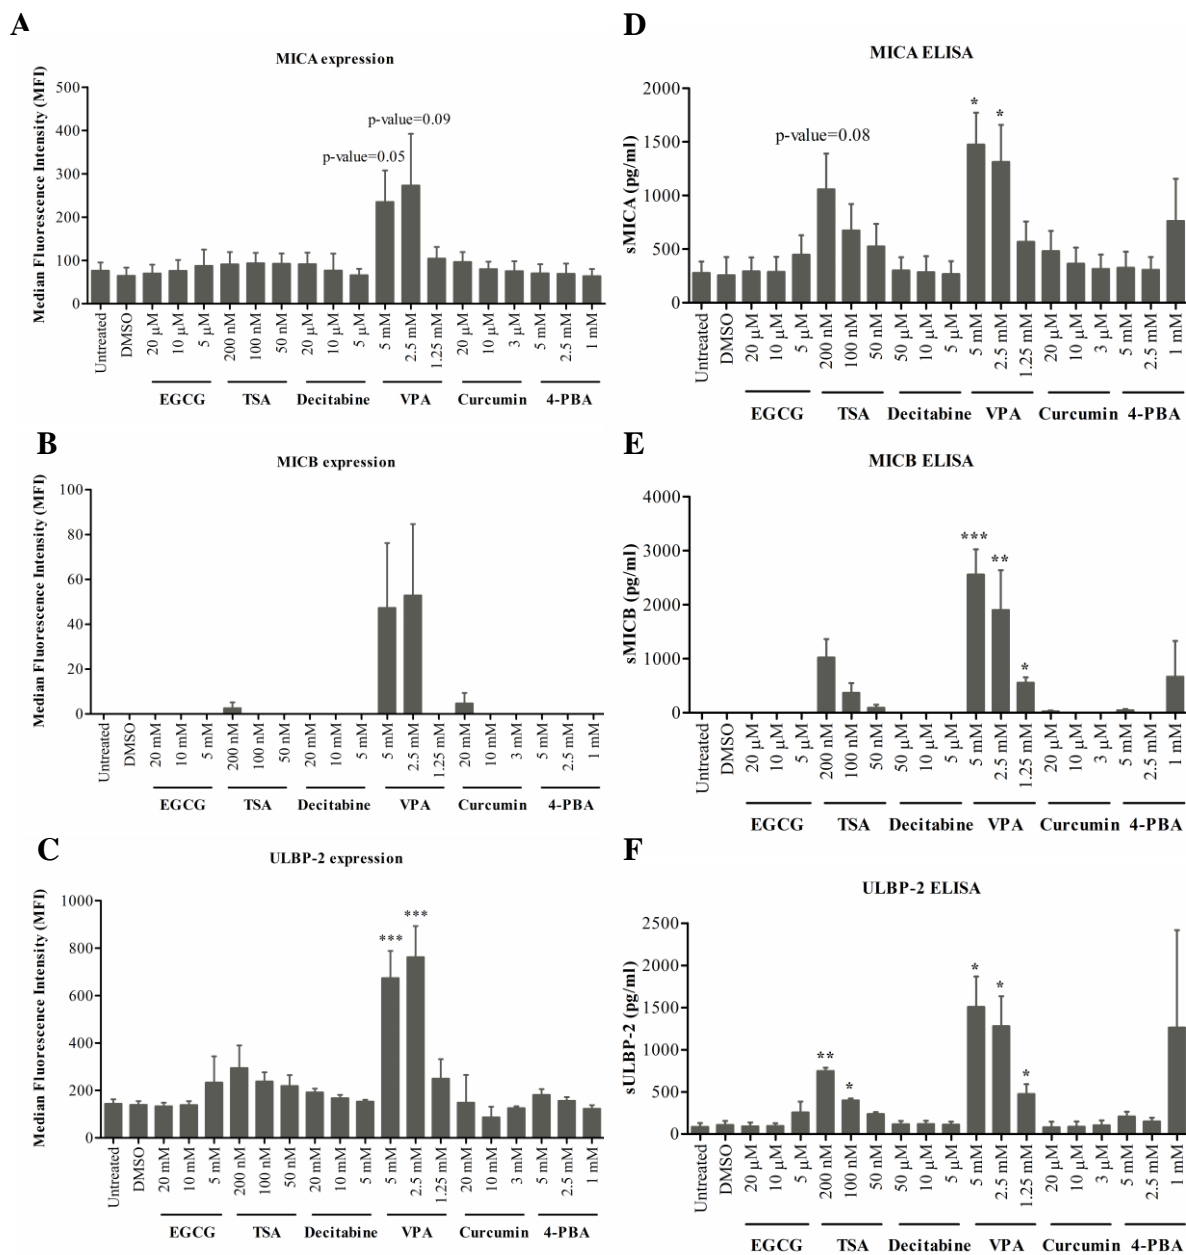 A
MICA expression
Median Fluorescence Intensity (MFI)
500
400
300
200
100
0
p-value=0.05
p-value=0.09
Untreated
DMSO
20 µM
10 µM
5 µM
200 nM
100 nM
50 nM
20 µM
10 µM
5 µM
5 mM
2.5 mM
1.25 mM
20 µM
10 µM
3 µM
5 mM
2.5 mM
1 mM
EGCG
TSA
Decitabine
VPA
Curcumin
4-PBA
B
MICB expression
Median Fluorescence Intensity (MFI)
100
80
60
40
20
0
Untreated
DMSO
20 mM
10 mM
5 mM
200 nM
100 nM
50 nM
20 mM
10 mM
5 mM
5 mM
2.5 mM
1.25 mM
20 mM
10 mM
3 mM
5 mM
2.5 mM
1 mM
EGCG
TSA
Decitabine
VPA
Curcumin
4-PBA
C
ULBP-2 expression
Median Fluorescence Intensity (MFI)
1000
800
600
400
200
0
***
***
Untreated
DMSO
20 mM
10 mM
5 mM
200 nM
100 nM
50 nM
20 mM
10 mM
5 mM
5 mM
2.5 mM
1.25 mM
20 mM
10 mM
3 mM
5 mM
2.5 mM
1 mM
EGCG
TSA
Decitabine
VPA
Curcumin
4-PBA
D
MICA ELISA
sMICA (pg/ml)
2000
1500
1000
500
0
p-value=0.08
*
*
Untreated
DMSO
20 µM
10 µM
5 µM
200 nM
100 nM
50 nM
50 µM
10 µM
5 µM
5 mM
2.5 mM
1.25 mM
20 µM
10 µM
3 µM
5 mM
2.5 mM
1 mM
EGCG
TSA
Decitabine
VPA
Curcumin
4-PBA
E
MICB ELISA
sMICB (pg/ml)
4000
3000
2000
1000
0
***
**
*
Untreated
DMSO
20 µM
10 µM
5 µM
200 nM
100 nM
50 nM
50 µM
10 µM
5 µM
5 mM
2.5 mM
1.25 mM
20 µM
10 µM
3 µM
5 mM
2.5 mM
1 mM
EGCG
TSA
Decitabine
VPA
Curcumin
4-PBA
F
ULBP-2 ELISA
sULBP-2 (pg/ml)
2500
2000
1500
1000
500
0
**
*
*
*
*
Untreated
DMSO
20 µM
10 µM
5 µM
200 nM
100 nM
50 nM
50 µM
10 µM
5 µM
5 mM
2.5 mM
1.25 mM
20 µM
10 µM
3 µM
5 mM
2.5 mM
1 mM
EGCG
TSA
Decitabine
VPA
Curcumin
4-PBA